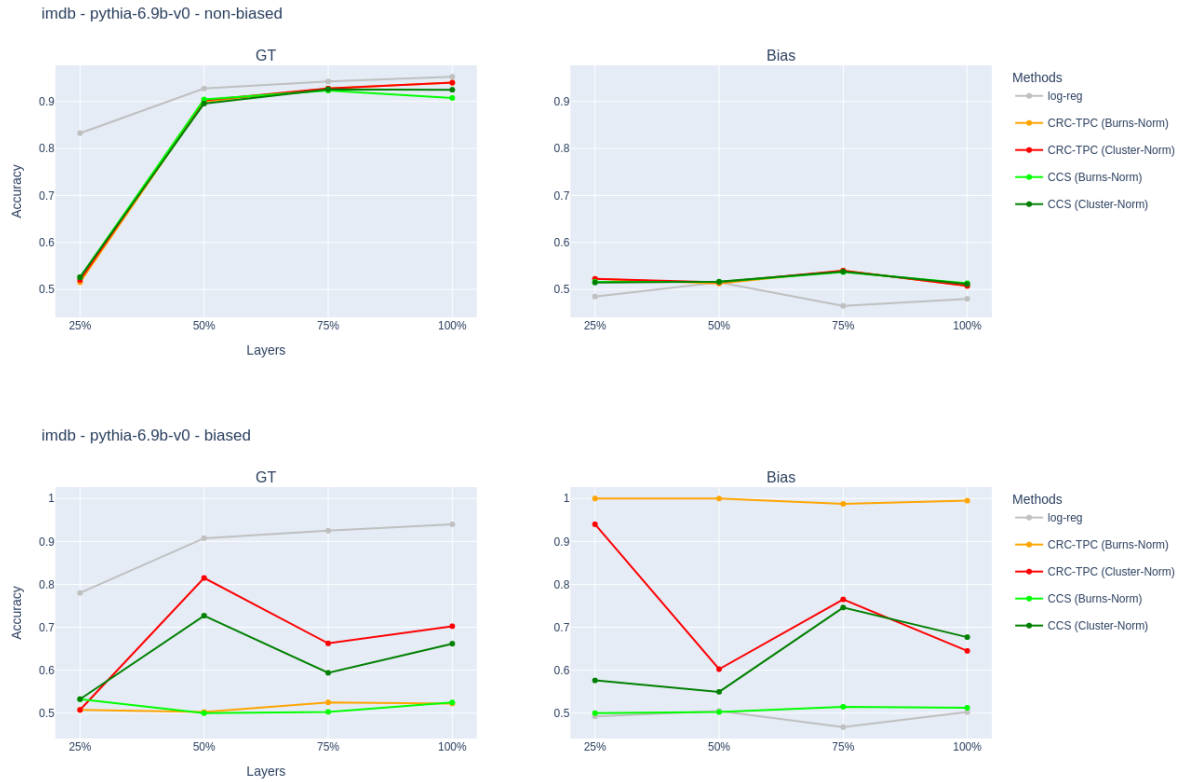 imdb - pythia-6.9b-v0 - non-biased
GT
Bias
Methods
log-reg
CRC-TPC (Burns-Norm)
CRC-TPC (Cluster-Norm)
CCS (Burns-Norm)
CCS (Cluster-Norm)
Accuracy
0.9
0.8
0.7
0.6
0.5
25%
50%
75%
100%
Layers
0.9
0.8
0.7
0.6
0.5
25%
50%
75%
100%
imdb - pythia-6.9b-v0 - biased
GT
Bias
Methods
log-reg
CRC-TPC (Burns-Norm)
CRC-TPC (Cluster-Norm)
CCS (Burns-Norm)
CCS (Cluster-Norm)
Accuracy
1
0.9
0.8
0.7
0.6
0.5
25%
50%
75%
100%
Layers
1
0.9
0.8
0.7
0.6
0.5
25%
50%
75%
100%